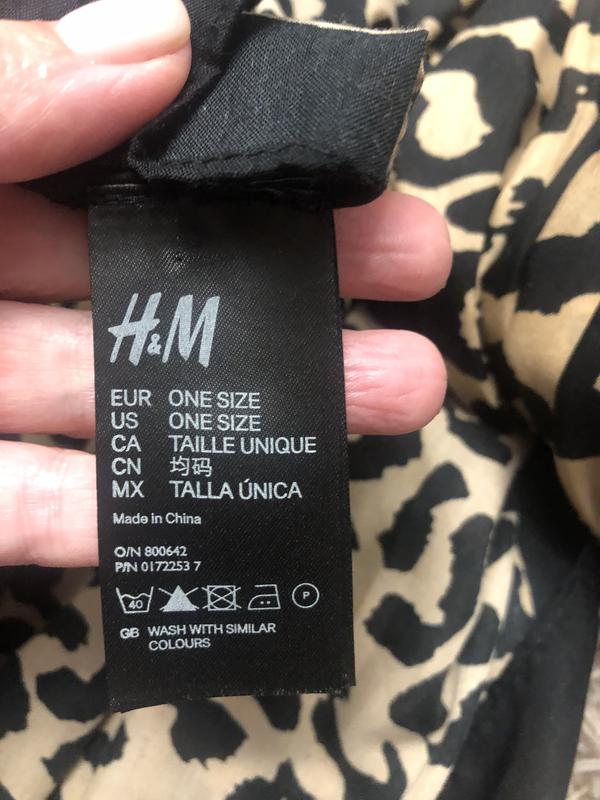 H&M
EUR ONE SIZE
US ONE SIZE
CA TAILLE UNIQUE
CN 均码
MX TALLA ÚNICA
Made in China
O/N 800642
P/N 0172253 7
40 P
GB WASH WITH SIMILAR
COLOURS